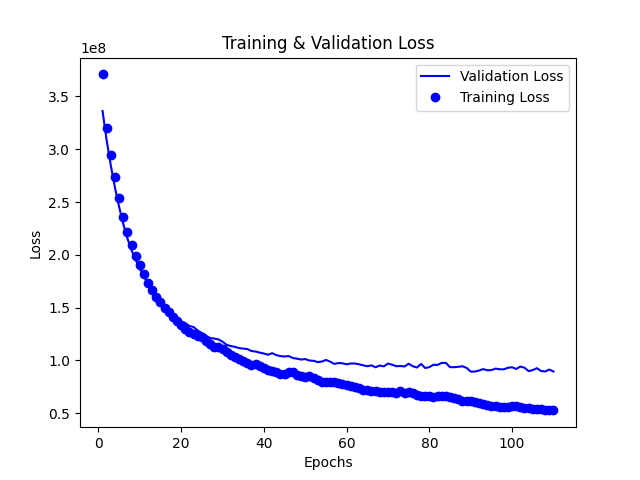 Training & Validation Loss
1e8
Validation Loss
Training Loss
3.5
3.0
2.5
2.0
1.5
1.0
0.5
Loss
0 20 40 60 80 100
Epochs